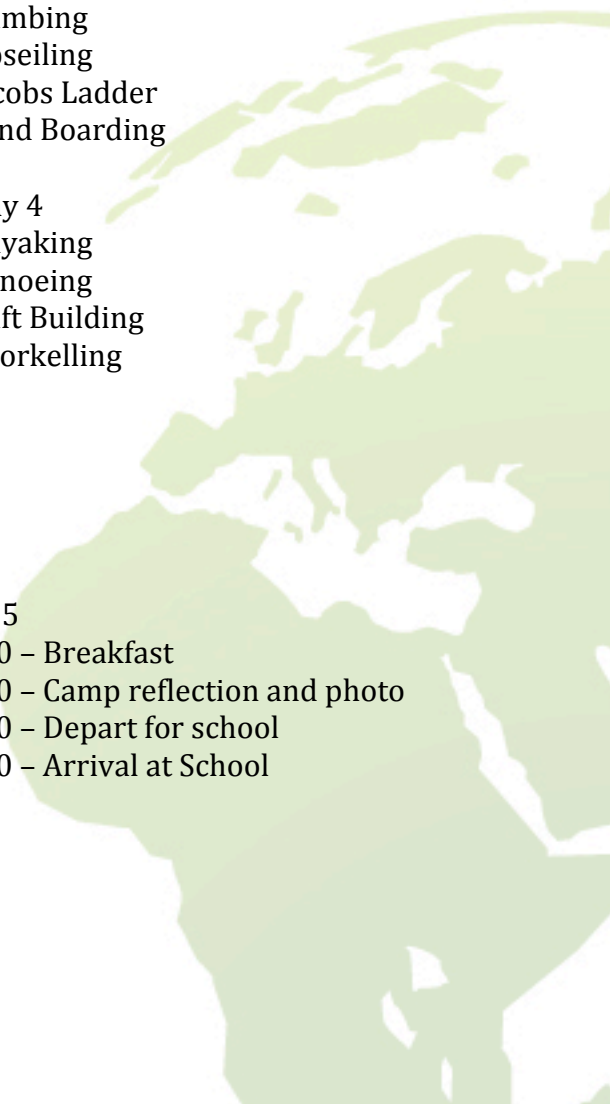 mbing
seiling
cobs Ladder
nd Boarding
y 4
yaking
noeing
ft Building
orkelling
5
0 – Breakfast
0 – Camp reflection and photo
0 – Depart for school
0 – Arrival at School